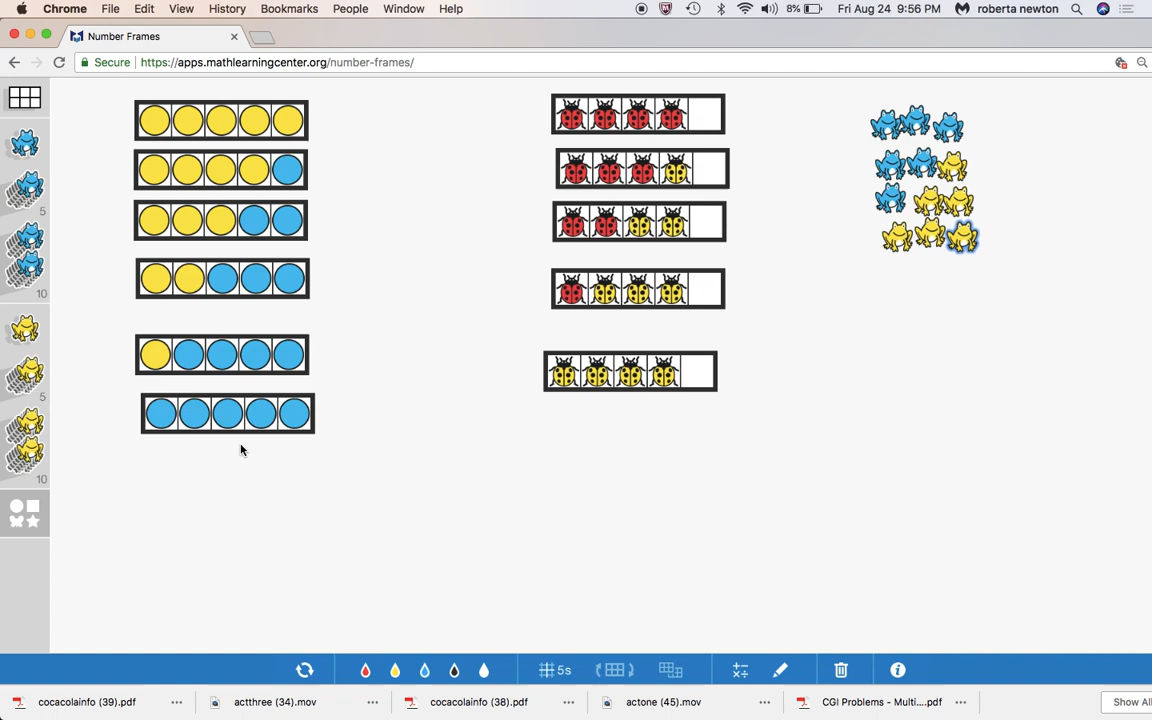 Chrome File Edit View History Bookmarks People Window Help 8% Fri Aug 24 9:56 PM roberta newton
Number Frames
Secure https://apps.mathlearningcenter.org/number-frames/
5
10
5
10
5s
cocacolainfo (39).pdf actthree (34).mov cocacolainfo (38).pdf actone (45).mov CGI Problems - Multi....pdf Show All